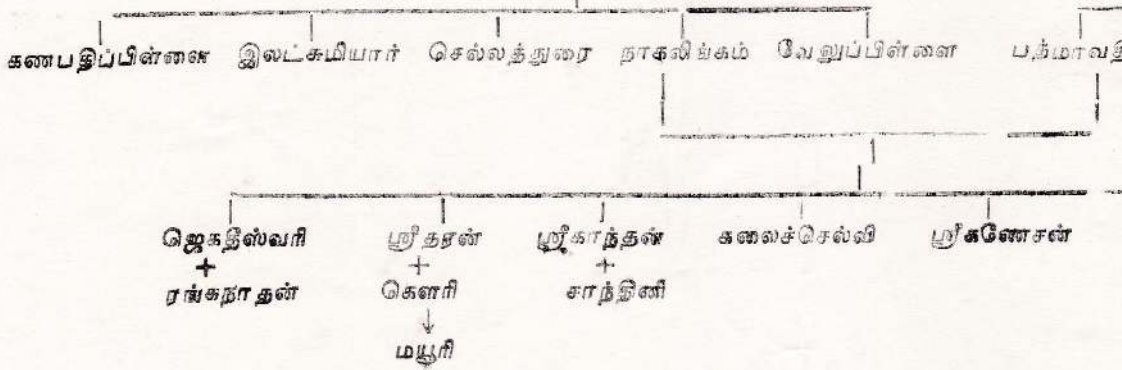 கணபதிப்பிள்ளை இலட்சுமியார் செல்லத்துரை நாகலிங்கம் வேலுப்பிள்ளை பத்மாவதி
ஜெகதீஸ்வரி ஸ்ரீதரன் ஸ்ரீகாந்தன் கலைச்செல்வி ஸ்ரீகணேசன்
+ + +
ரங்கநாதன் கௌரி சாந்தினி
↓
மயூரி